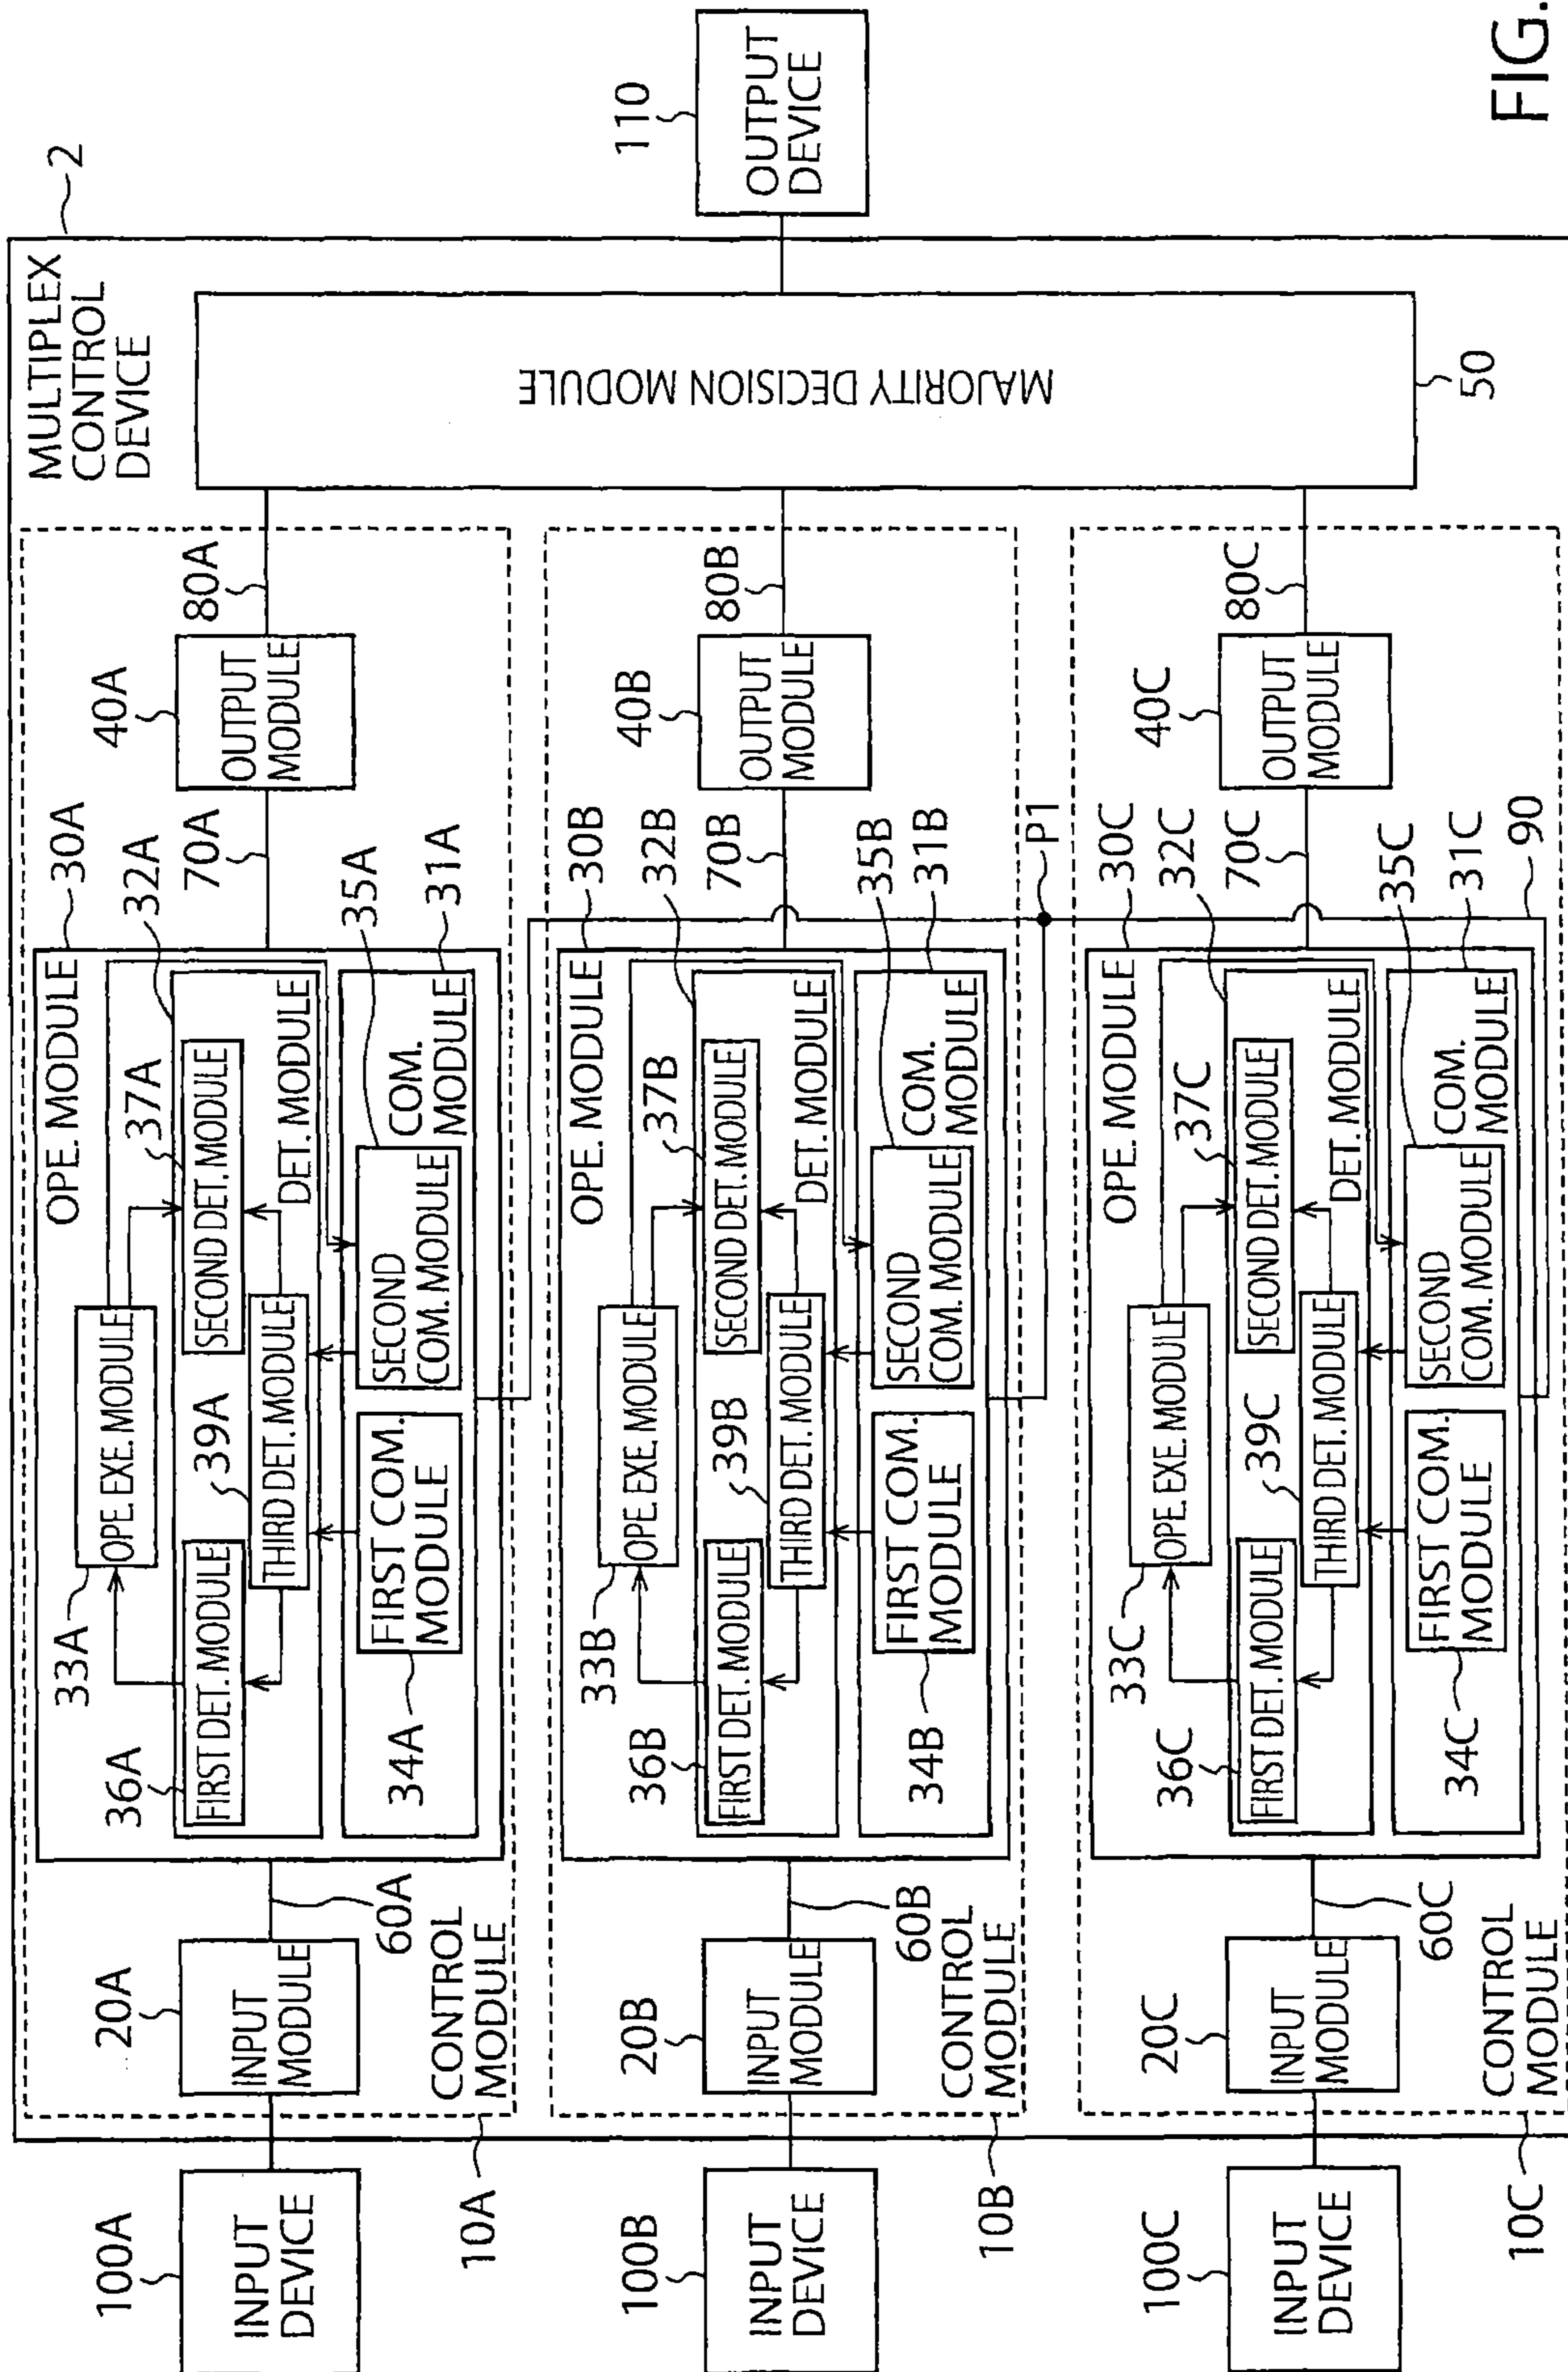 FIG.
MULTIPLEX
CONTROL
DEVICE
2
100A
INPUT
DEVICE
10A
20A
INPUT
MODULE
60A
CONTROL
MODULE
30A
OPE. MODULE
33A
OPE. EXE. MODULE
32A
36A
FIRST DET. MODULE
37A
SECOND DET. MODULE
39A
THIRD DET. MODULE
DET. MODULE
34A
FIRST COM.
MODULE
35A
SECOND
COM. MODULE
31A
COM.
MODULE
70A
40A
OUTPUT
MODULE
80A
100B
INPUT
DEVICE
10B
20B
INPUT
MODULE
60B
CONTROL
MODULE
30B
OPE. MODULE
33B
OPE. EXE. MODULE
32B
36B
FIRST DET. MODULE
37B
SECOND DET. MODULE
39B
THIRD DET. MODULE
DET. MODULE
34B
FIRST COM.
MODULE
35B
SECOND
COM. MODULE
31B
COM.
MODULE
70B
P1
40B
OUTPUT
MODULE
80B
100C
INPUT
DEVICE
10C
20C
INPUT
MODULE
60C
CONTROL
MODULE
30C
OPE. MODULE
33C
OPE. EXE. MODULE
32C
36C
FIRST DET. MODULE
37C
SECOND DET. MODULE
39C
THIRD DET. MODULE
DET. MODULE
34C
FIRST COM.
MODULE
35C
SECOND
COM. MODULE
31C
COM.
MODULE
70C
90
40C
OUTPUT
MODULE
80C
MAJORITY DECISION MODULE
50
110
OUTPUT
DEVICE